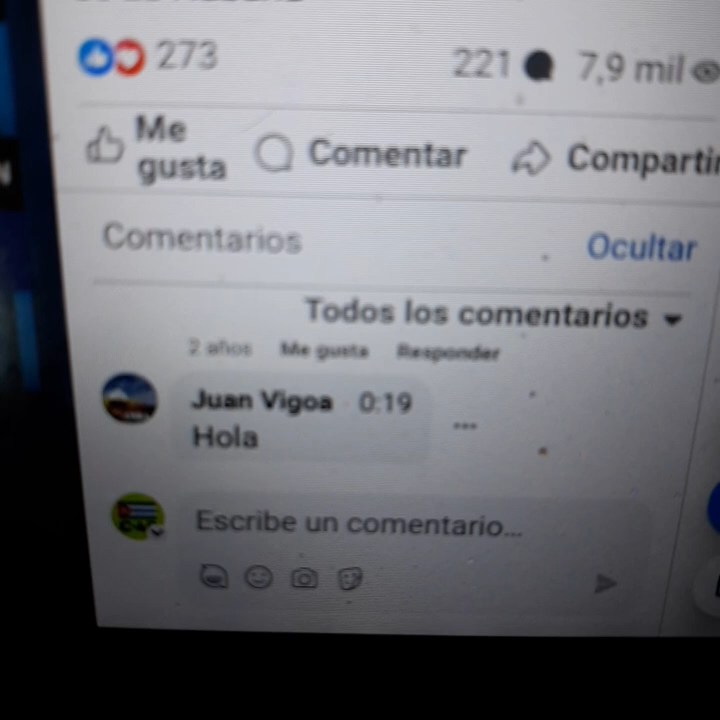 273 221 7,9 mil
Me gusta Comentar Compartir
Comentarios Ocultar
Todos los comentarios
2 años Me gusta Responder
Juan Vigoa · 0:19
Hola
Escribe un comentario...